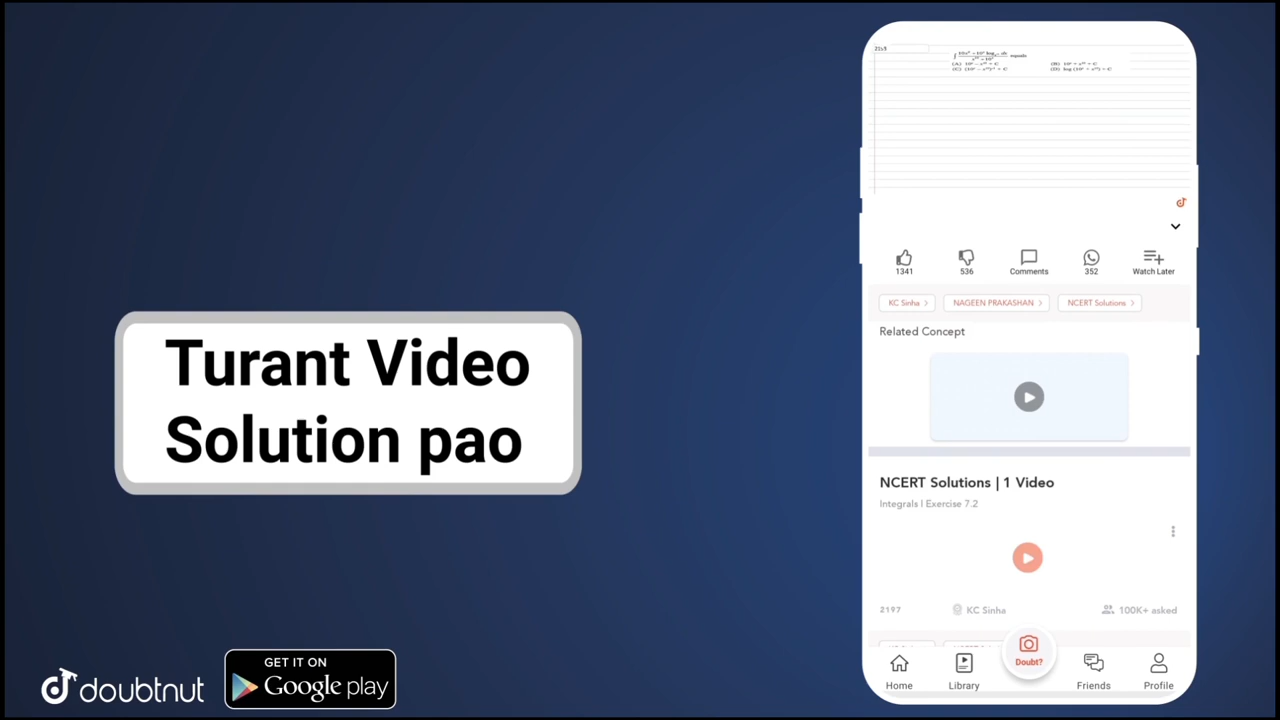 Turant Video
Solution pao
doubtnut
GET IT ON
Google play
2195
equals
1341
536
Comments
352
Watch Later
KC Sinha >
NAGEEN PRAKASHAN >
NCERT Solutions >
Related Concept
NCERT Solutions | 1 Video
Integrals l Exercise 7.2
2197
KC Sinha
100K+ asked
Home
Library
Doubt?
Friends
Profile